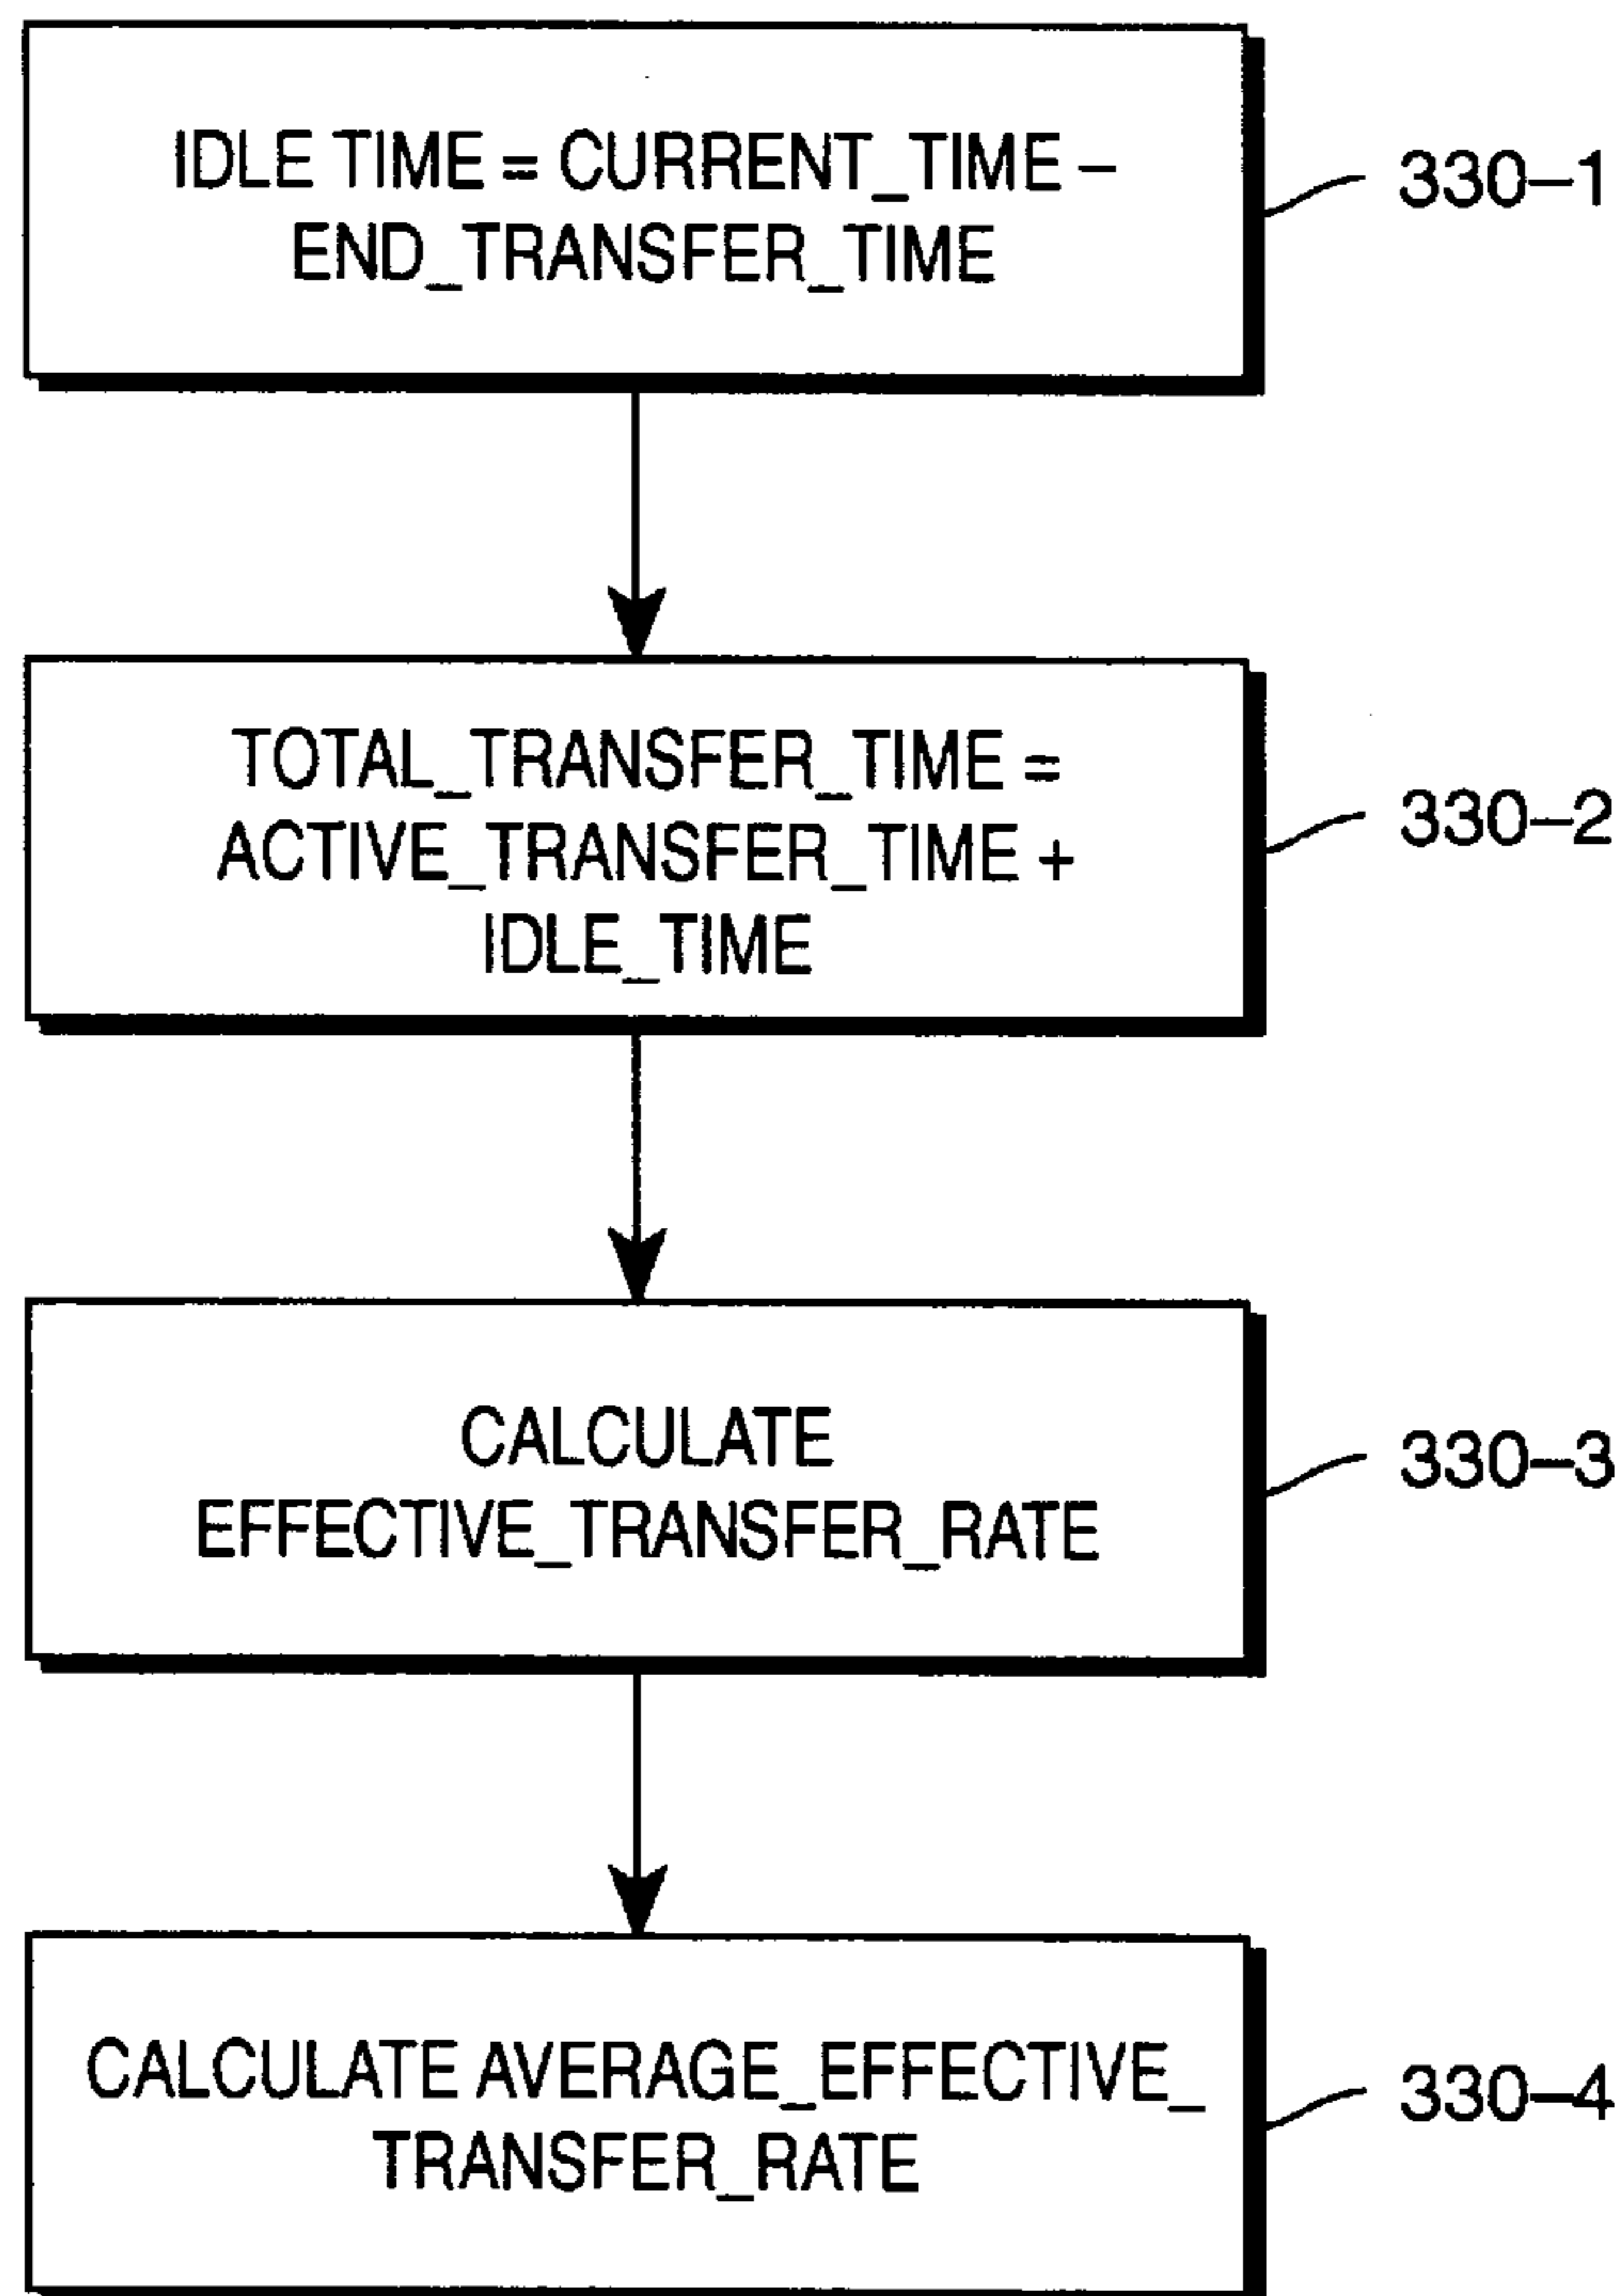 IDLE TIME = CURRENT_TIME –
END_TRANSFER_TIME
330–1
TOTAL_TRANSFER_TIME =
ACTIVE_TRANSFER_TIME +
IDLE_TIME
330–2
CALCULATE
EFFECTIVE_TRANSFER_RATE
330–3
CALCULATE AVERAGE_EFFECTIVE_
TRANSFER_RATE
330–4